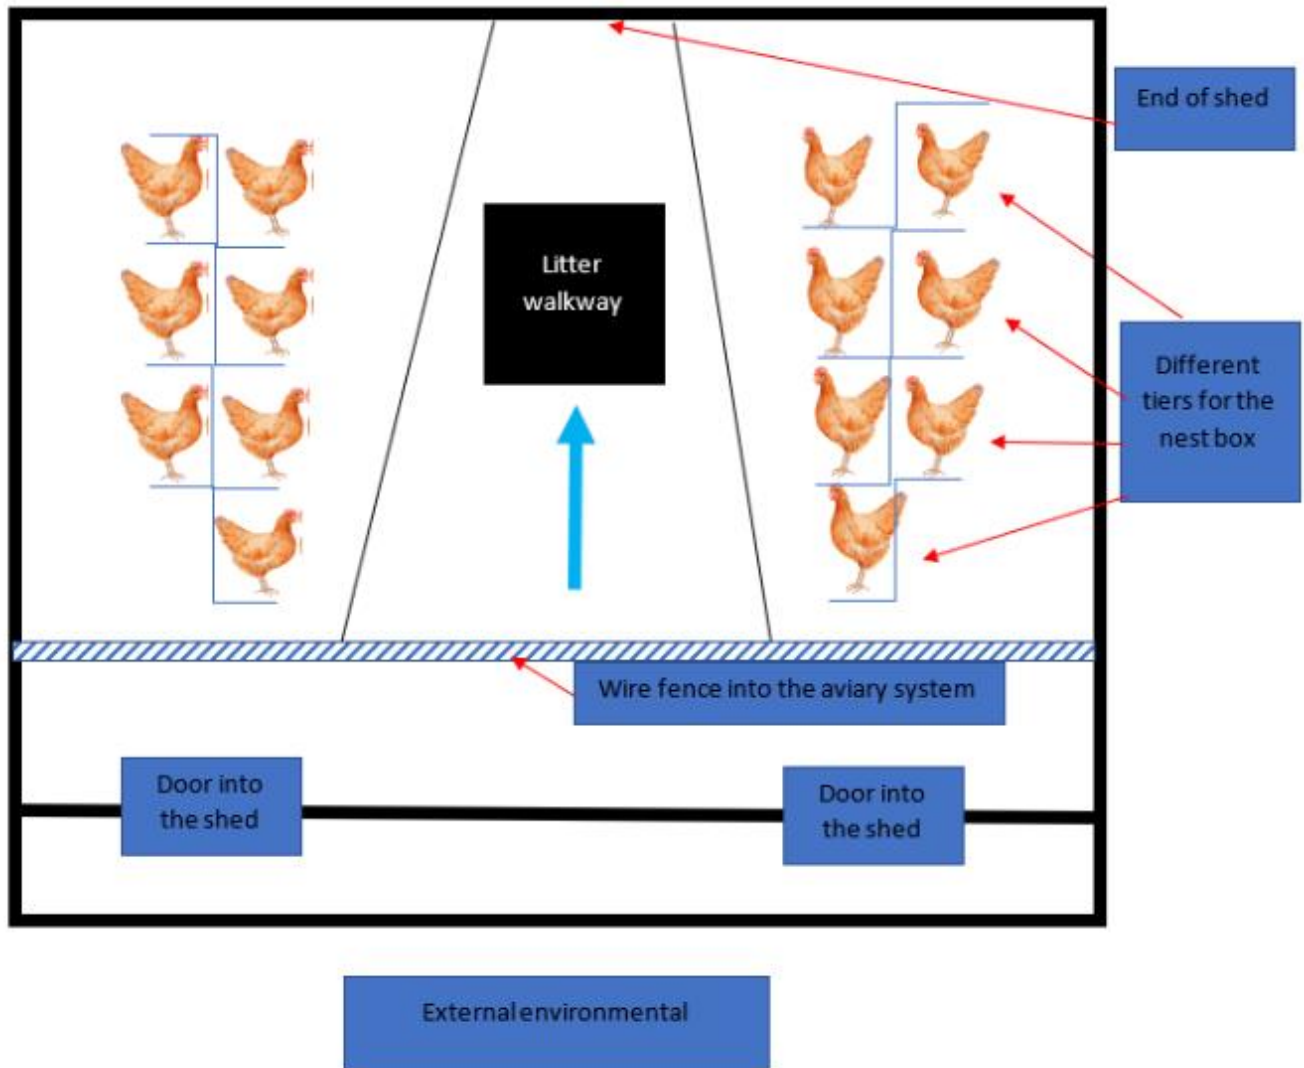 End of shed
Litter
walkway
Different
tiers for the
nest box
Wire fence into the aviary system
Door into
the shed
Door into
the shed
External environmental